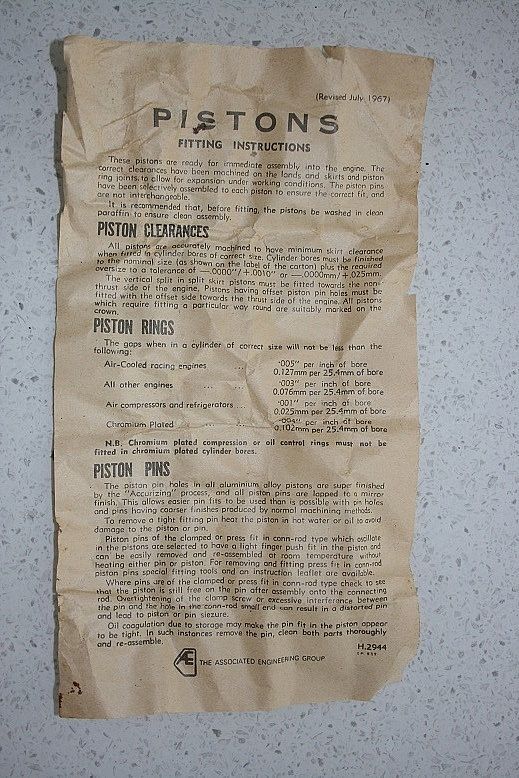 (Revised July, 1967)
PISTONS
FITTING INSTRUCTIONS
These pistons are ready for immediate assembly into the engine. The
correct clearances have been machined on the lands and skirts and piston
ring joints to allow for expansion under working conditions. The piston pins
have been selectively assembled to each piston to ensure the correct fit, and
are not interchangeable.
It is recommended that, before fitting, the pistons be washed in clean
paraffin to ensure clean assembly.
PISTON CLEARANCES
All pistons are accurately machined to have minimum skirt clearance
when fitted in cylinder bores of correct size. Cylinder bores must be finished
to the nominal size (as shown on the label of the carton) plus the required
oversize to a tolerance of —.0000"/+.0010" or —.0000mm/+.025mm.
The vertical split in split skirt pistons must be fitted towards the non-
thrust side of the engine. Pistons having offset piston pin holes must be
fitted with the offset side towards the thrust side of the engine. All pistons
which require fitting a particular way round are suitably marked on the
crown.
PISTON RINGS
The gaps when in a cylinder of correct size will not be less than the
following:
Air-Cooled racing engines ... ·005" per inch of bore
0.127mm per 25.4mm of bore
All other engines .... ... ·003" per inch of bore
0.076mm per 25.4mm of bore
Air compressors and refrigerators.... ·001" per inch of bore
0.025mm per 25.4mm of bore
Chromium Plated .... ·004" per inch of bore
0.102mm per 25.4mm of bore
N.B. Chromium plated compression or oil control rings must not be
fitted in chromium plated cylinder bores.
PISTON PINS
The piston pin holes in all aluminium alloy pistons are super finished
by the "Accurizing" process, and all piston pins are lapped to a mirror
finish. This allows easier pin fits to be used than is possible with pin holes
and pins having coarser finishes produced by normal machining methods.
To remove a tight fitting pin heat the piston in hot water or oil to avoid
damage to the piston or pin.
Piston pins of the clamped or press fit in conn-rod type which oscillate
in the pistons are selected to have a tight finger push fit in the piston and
can be easily removed and re-assembled at room temperature without
heating either pin or piston. For removing and fitting press fit in conn-rod
piston pins special fitting tools and an instruction leaflet are available.
Where pins are of the clamped or press fit in conn-rod type check to see
that the piston is still free on the pin after assembly onto the connecting
rod. Overtightening of the clamp screw or excessive interference between
the pin and the hole in the conn-rod small end can result in a distorted pin
and lead to piston or pin siezure.
Oil coagulation due to storage may make the pin fit in the piston appear
to be tight. In such instances remove the pin, clean both parts thoroughly
and re-assemble.
AE THE ASSOCIATED ENGINEERING GROUP
H.2944